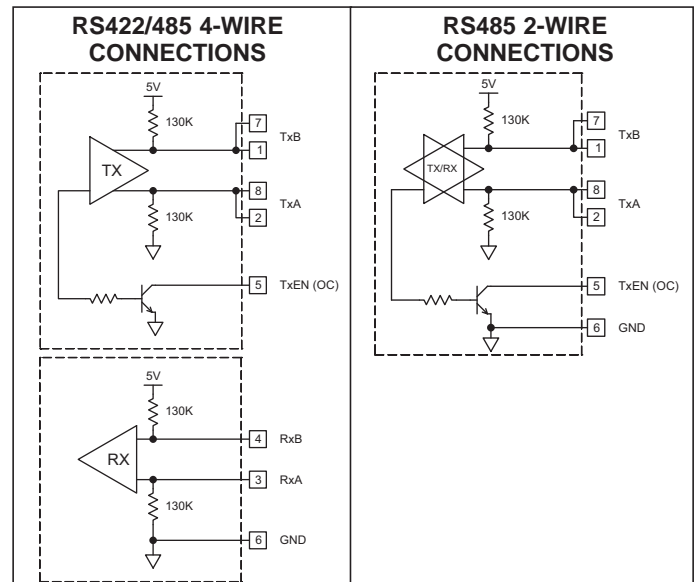 RS422/485 4-WIRE
CONNECTIONS
5V
130K
7
TxB
1
TX
8
TxA
130K
2
5
TxEN (OC)
5V
130K
4
RxB
RX
3
RxA
130K
6
GND
RS485 2-WIRE
CONNECTIONS
5V
130K
7
TxB
1
TX/RX
8
TxA
130K
2
5
TxEN (OC)
6
GND